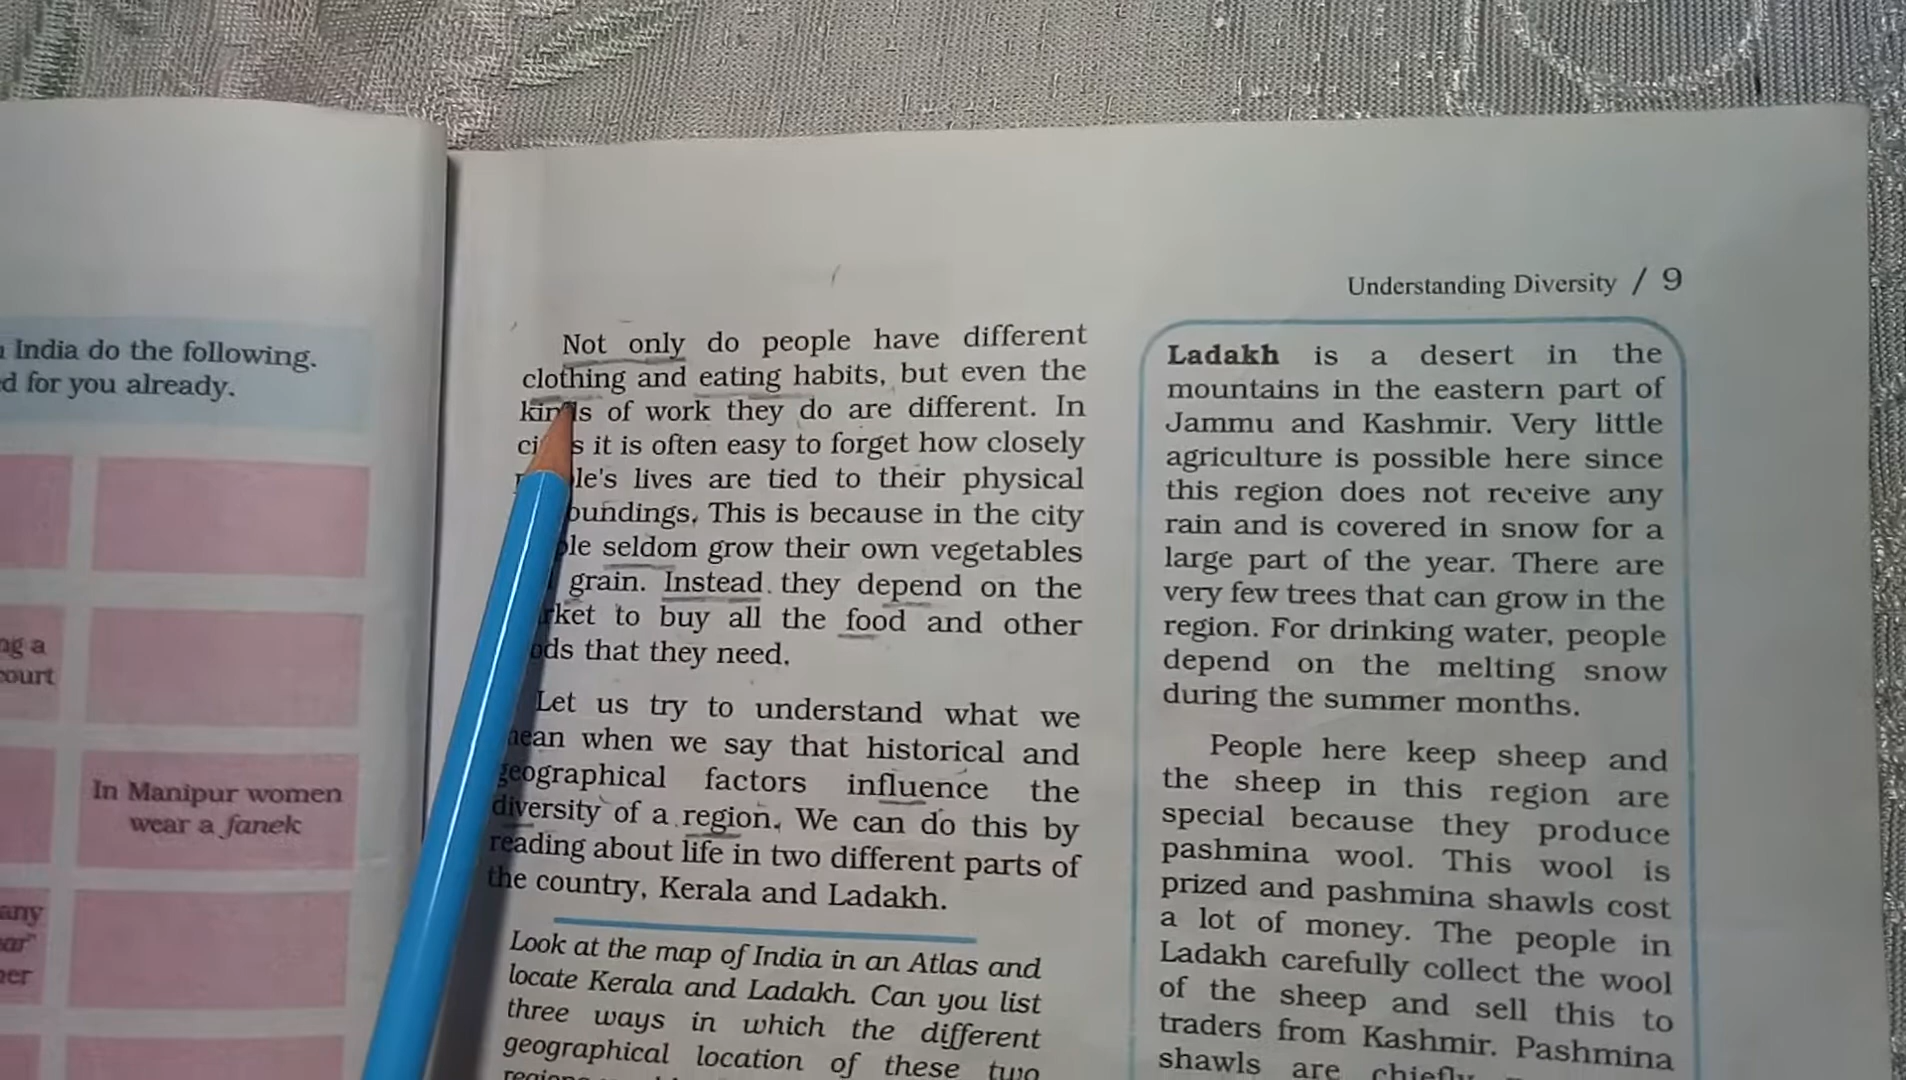 India do the following.
for you already.
court
In Manipur women
wear a fanek
any
Understanding Diversity / 9
Not only do people have different
clothing and eating habits, but even the
kinds of work they do are different. In
it is often easy to forget how closely
lives are tied to their physical
This is because in the city
seldom grow their own vegetables
grain. Instead they depend on the
to buy all the food and other
that they need.
Let us try to understand what we
mean when we say that historical and
geographical factors influence the
diversity of a region. We can do this by
reading about life in two different parts of
the country, Kerala and Ladakh.
Look at the map of India in an Atlas and
locate Kerala and Ladakh. Can you list
three ways in which the different
geographical location of these two
Ladakh is a desert in the
mountains in the eastern part of
Jammu and Kashmir. Very little
agriculture is possible here since
this region does not receive any
rain and is covered in snow for a
large part of the year. There are
very few trees that can grow in the
region. For drinking water, people
depend on the melting snow
during the summer months.
People here keep sheep and
the sheep in this region are
special because they produce
pashmina wool. This wool is
prized and pashmina shawls cost
a lot of money. The people in
Ladakh carefully collect the wool
of the sheep and sell this to
traders from Kashmir. Pashmina
shawls are chiefly